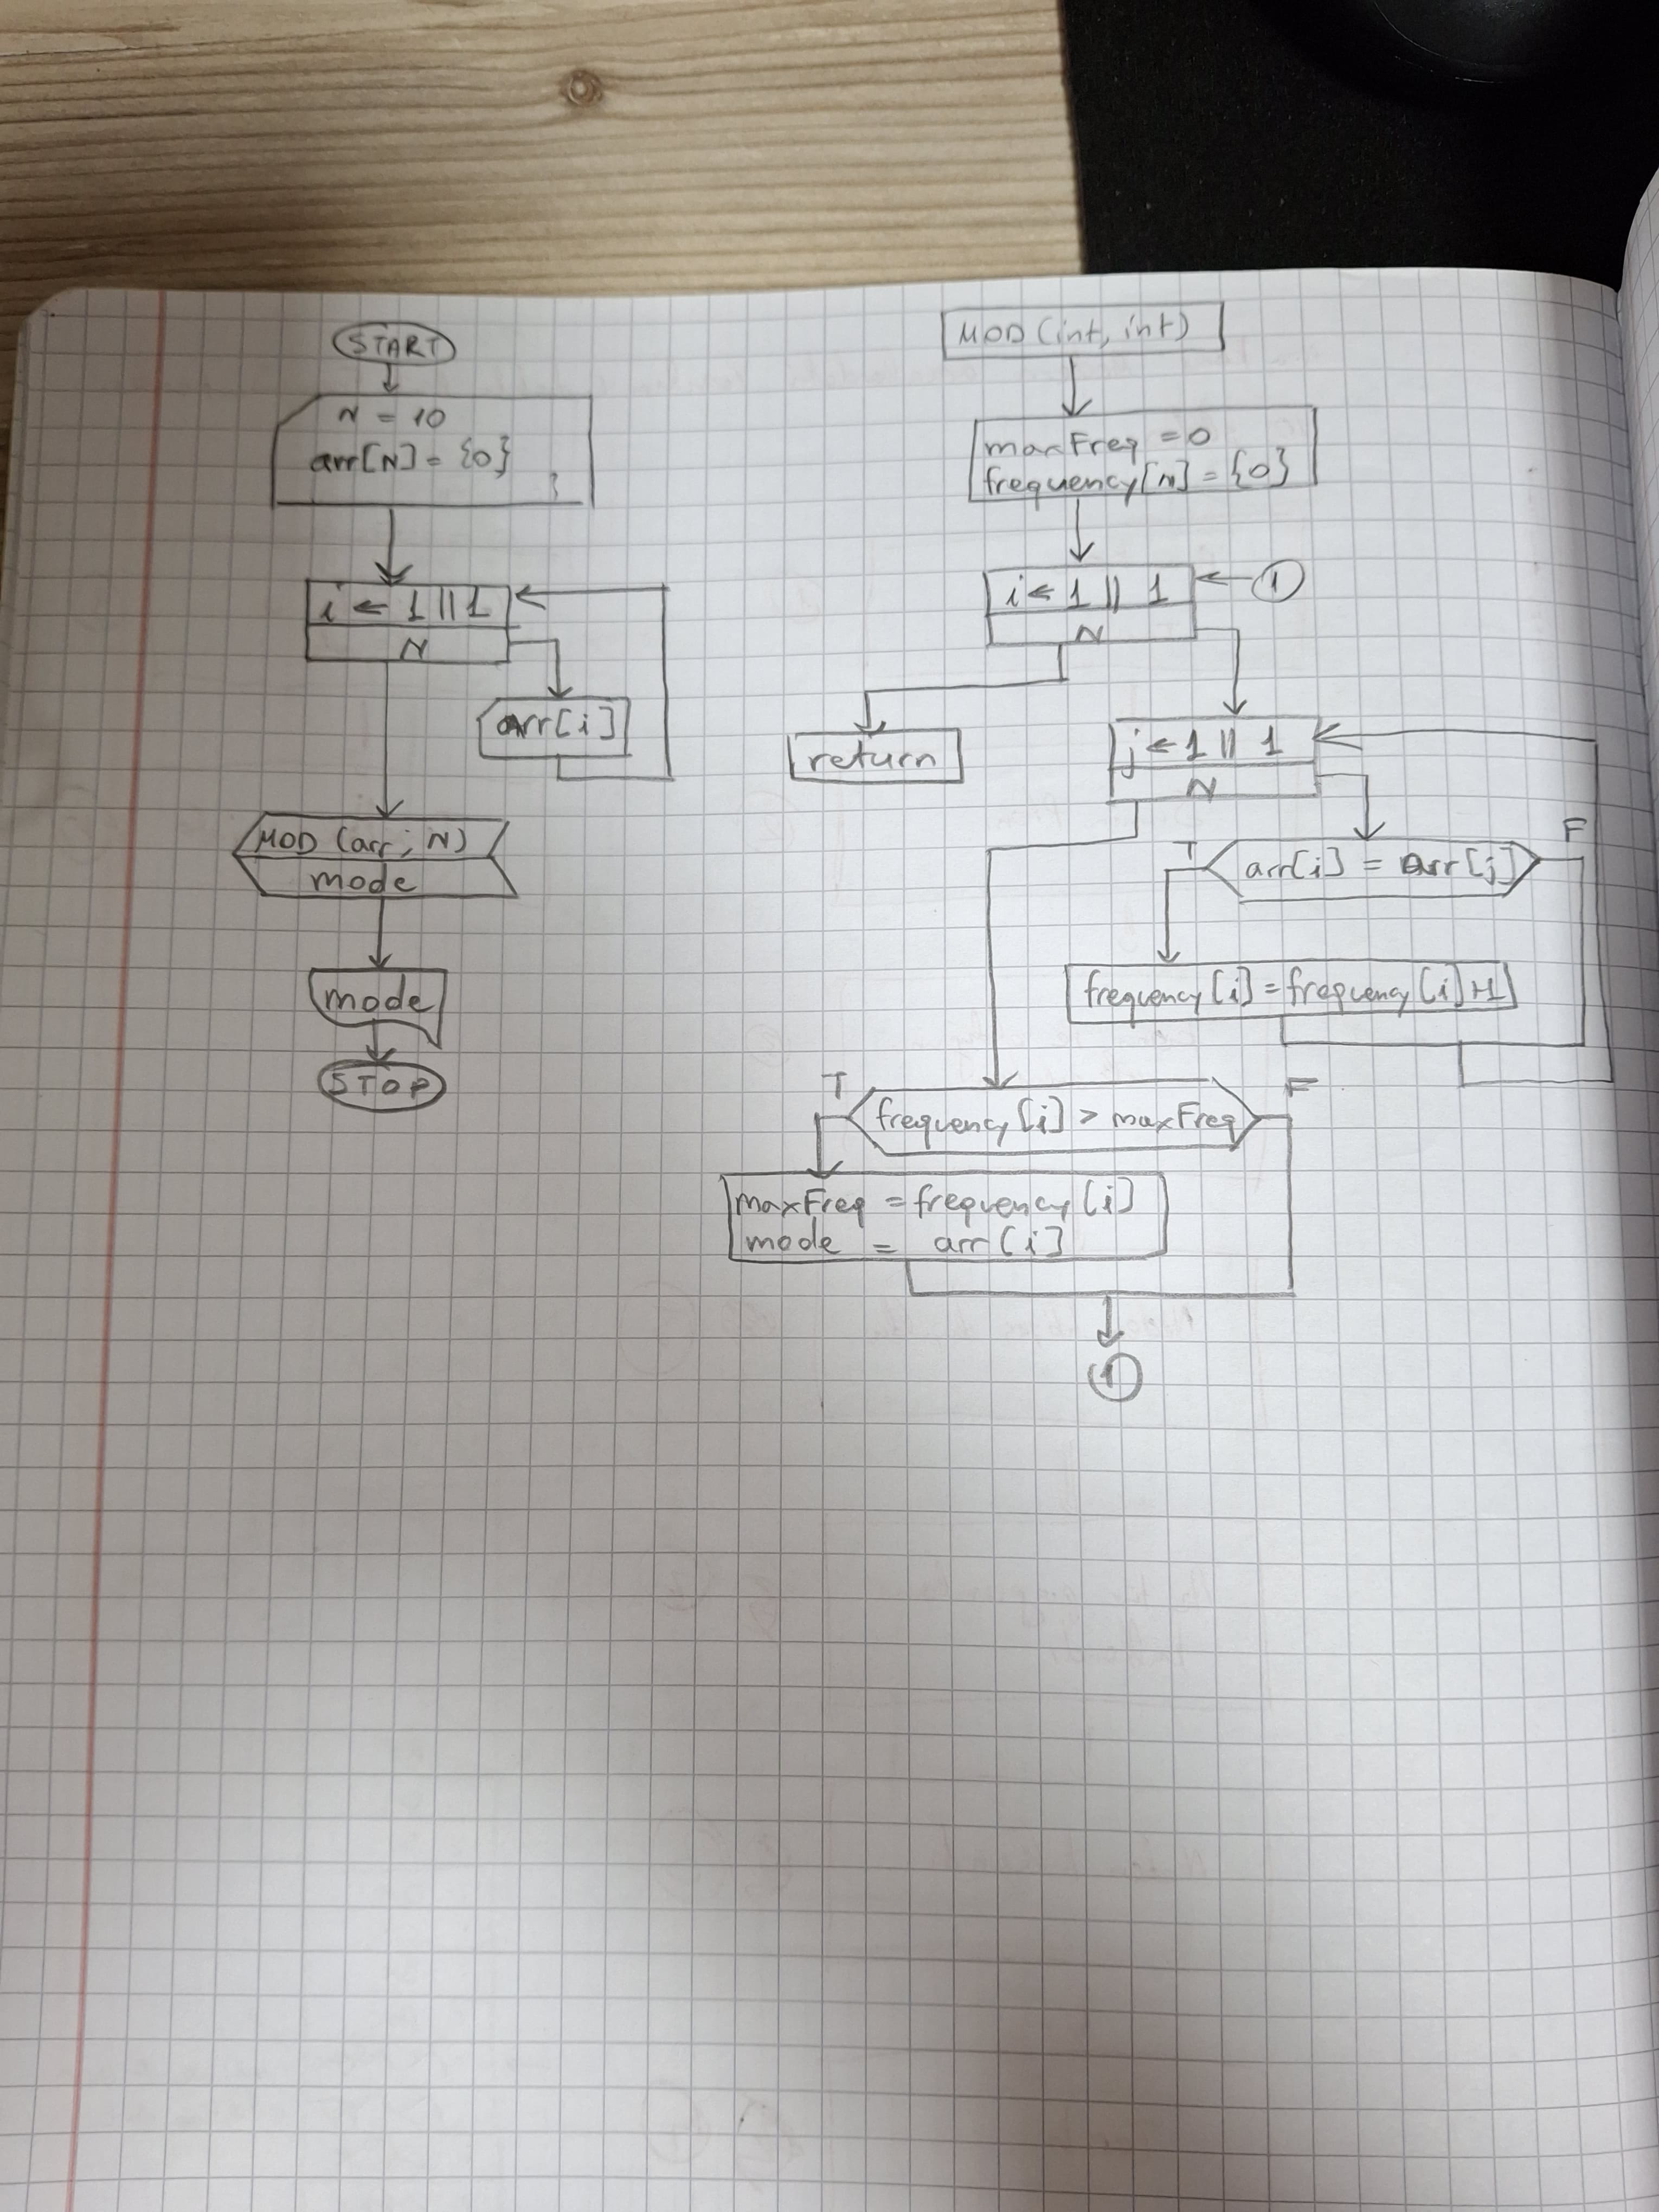 START
N = 10
arr[N] = {0}
i ← 1 || 1
N
arr[i]
MOD (arr; N)
mode
mode
STOP
MOD (int, int)
maxFreq = 0
frequency[N] = {0}
i ← 1 || 1
1
N
return
j ← 1 || 1
N
T
arr[i] = arr[j]
F
frequency[i] = frequency[i]+1
T
frequency[i] > maxFreq
F
maxFreq = frequency[i]
mode = arr[i]
1